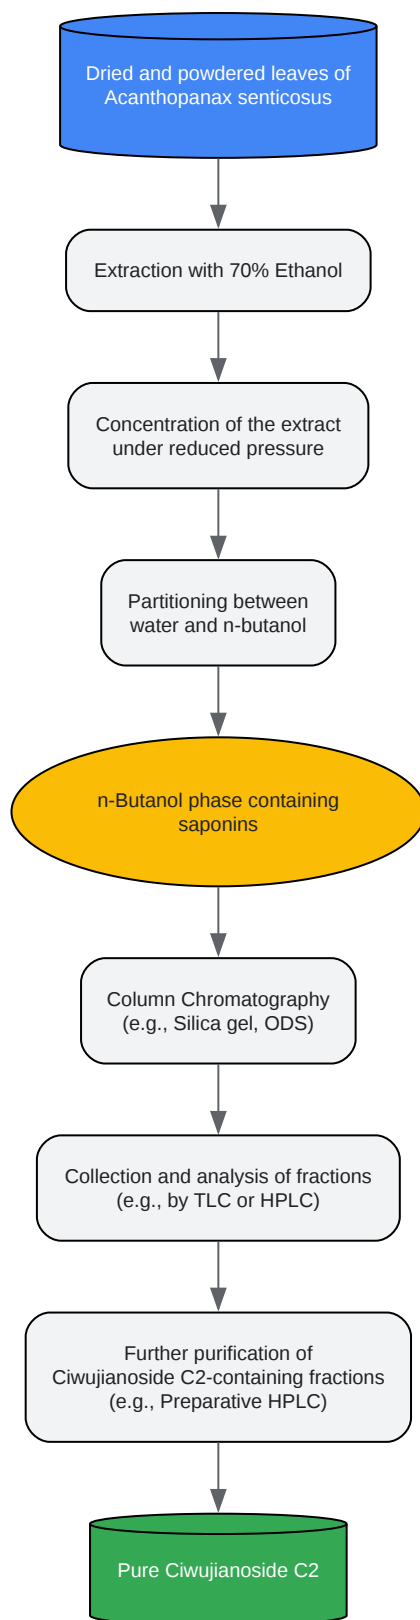 Dried and powdered leaves of
Acanthopanax senticosus
Extraction with 70% Ethanol
Concentration of the extract
under reduced pressure
Partitioning between
water and n-butanol
n-Butanol phase containing
saponins
Column Chromatography
(e.g., Silica gel, ODS)
Collection and analysis of fractions
(e.g., by TLC or HPLC)
Further purification of
Ciwujianoside C2-containing fractions
(e.g., Preparative HPLC)
Pure Ciwujianoside C2